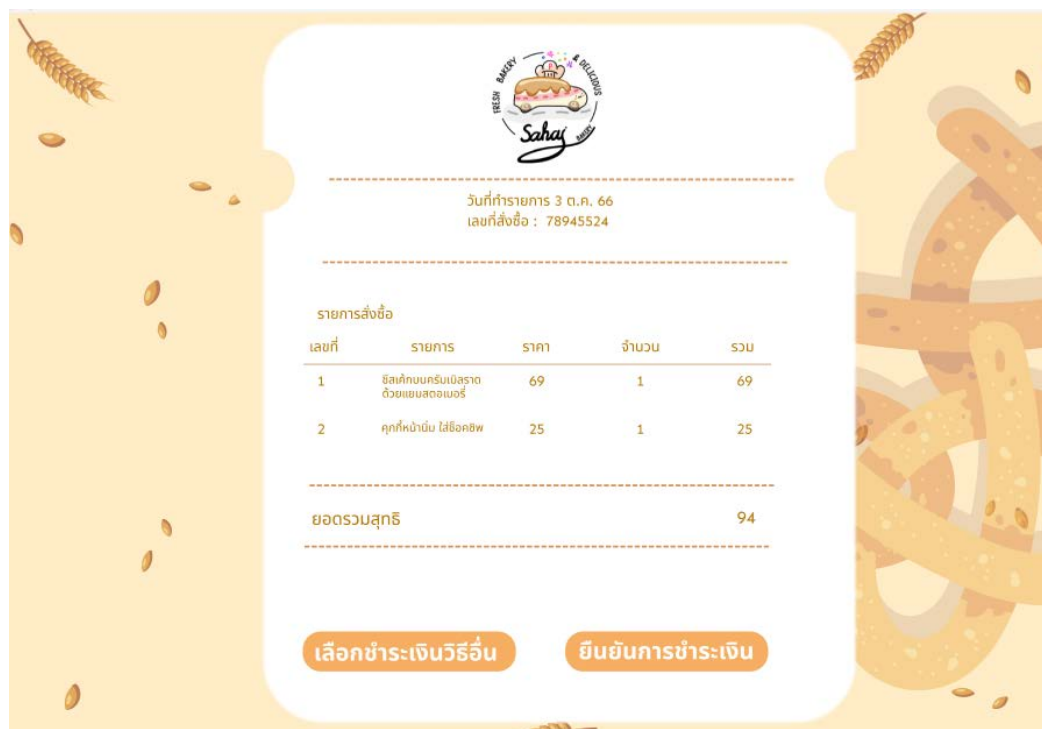 FRESH BAKERY & DELICIOUS
Sahaj
BAKERY
วันที่ทำรายการ 3 ต.ค. 66
เลขที่สั่งซื้อ : 78945524
รายการสั่งซื้อ
เลขที่ รายการ ราคา จำนวน รวม
1 ชีสเค้กบนครัมเบิลราด 69 1 69
ด้วยแยมสตอเบอรี่
2 คุกกี้หน้านิ่ม ใส่ช็อคชิพ 25 1 25
ยอดรวมสุทธิ 94
เลือกชำระเงินวิธีอื่น ยืนยันการชำระเงิน